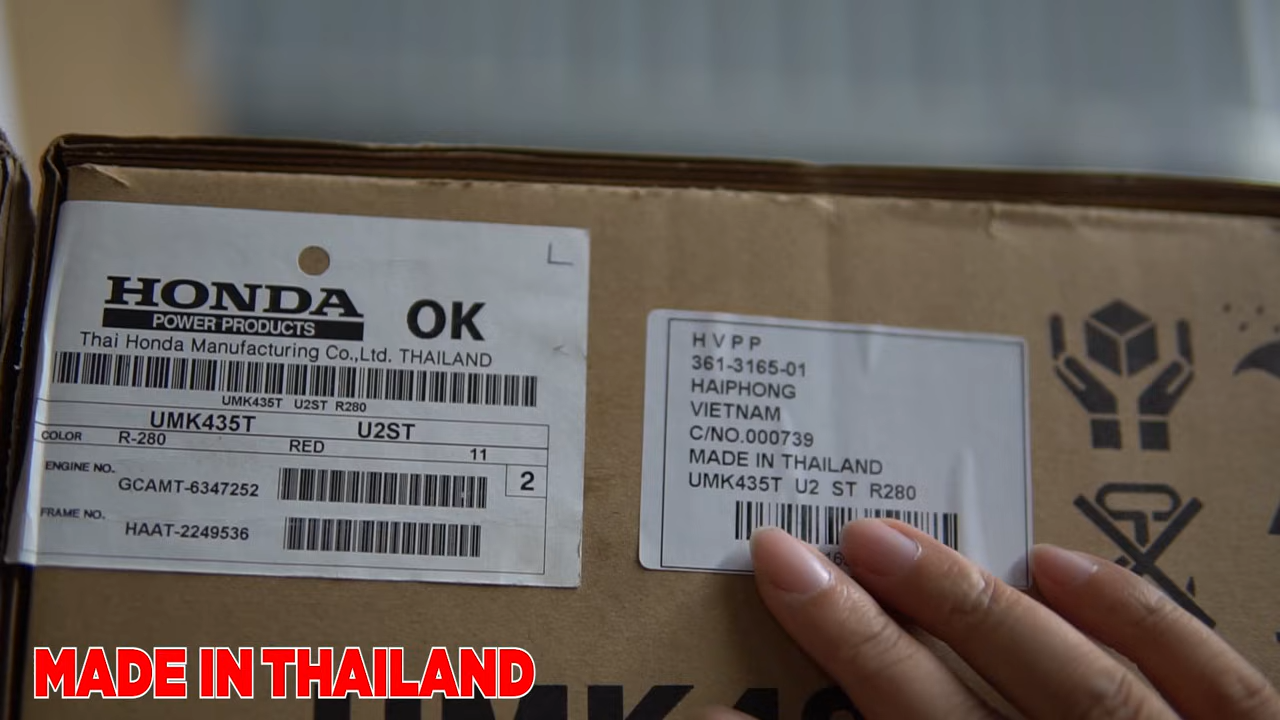 HONDA
POWER PRODUCTS
OK
Thai Honda Manufacturing Co.,Ltd. THAILAND
UMK435T U2ST R280
UMK435T U2ST
COLOR R-280 RED 11
ENGINE NO. GCAMT-6347252
2
FRAME NO. HAAT-2249536
H V P P
361-3165-01
HAIPHONG
VIETNAM
C/NO.000739
MADE IN THAILAND
UMK435T U2 ST R280
MADE IN THAILAND